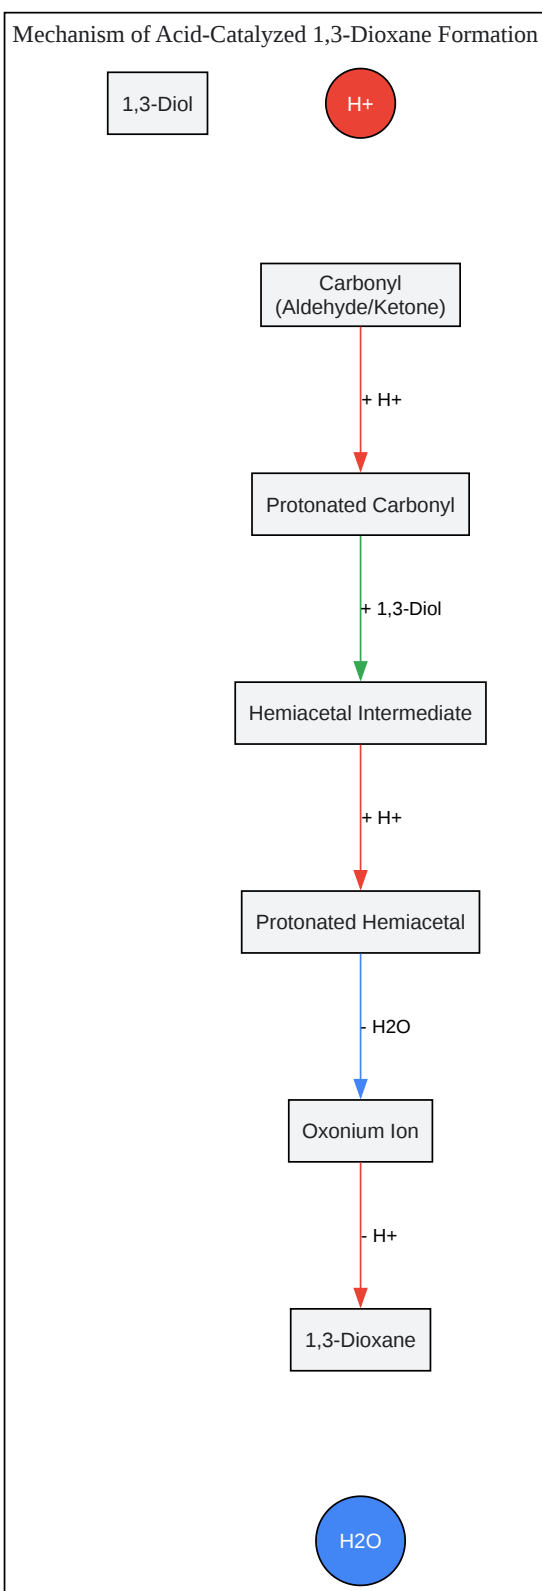 Mechanism of Acid-Catalyzed 1,3-Dioxane Formation
1,3-Diol
H+
Carbonyl
(Aldehyde/Ketone)
+ H+
Protonated Carbonyl
+ 1,3-Diol
Hemiacetal Intermediate
+ H+
Protonated Hemiacetal
- H2O
Oxonium Ion
- H+
1,3-Dioxane
H2O